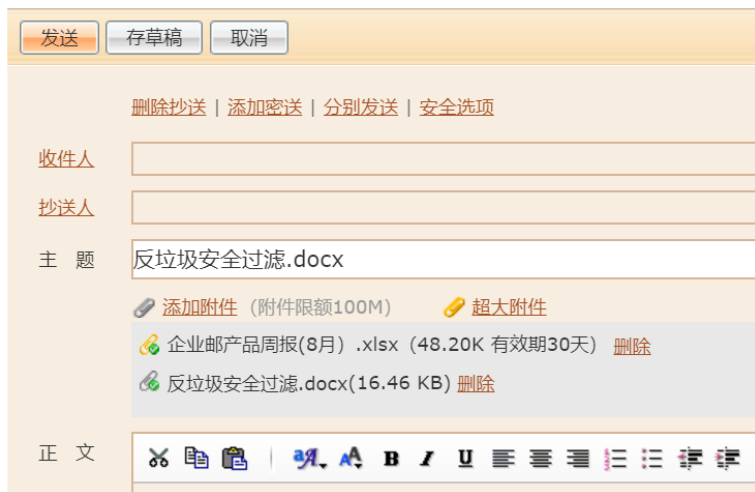 发送 存草稿 取消
删除抄送 | 添加密送 | 分别发送 | 安全选项
收件人
抄送人
主 题 反垃圾安全过滤.docx
添加附件 (附件限额100M) 超大附件
企业邮产品周报(8月) .xlsx (48.20K 有效期30天) 删除
反垃圾安全过滤.docx(16.46 KB) 删除
正 文 B I U